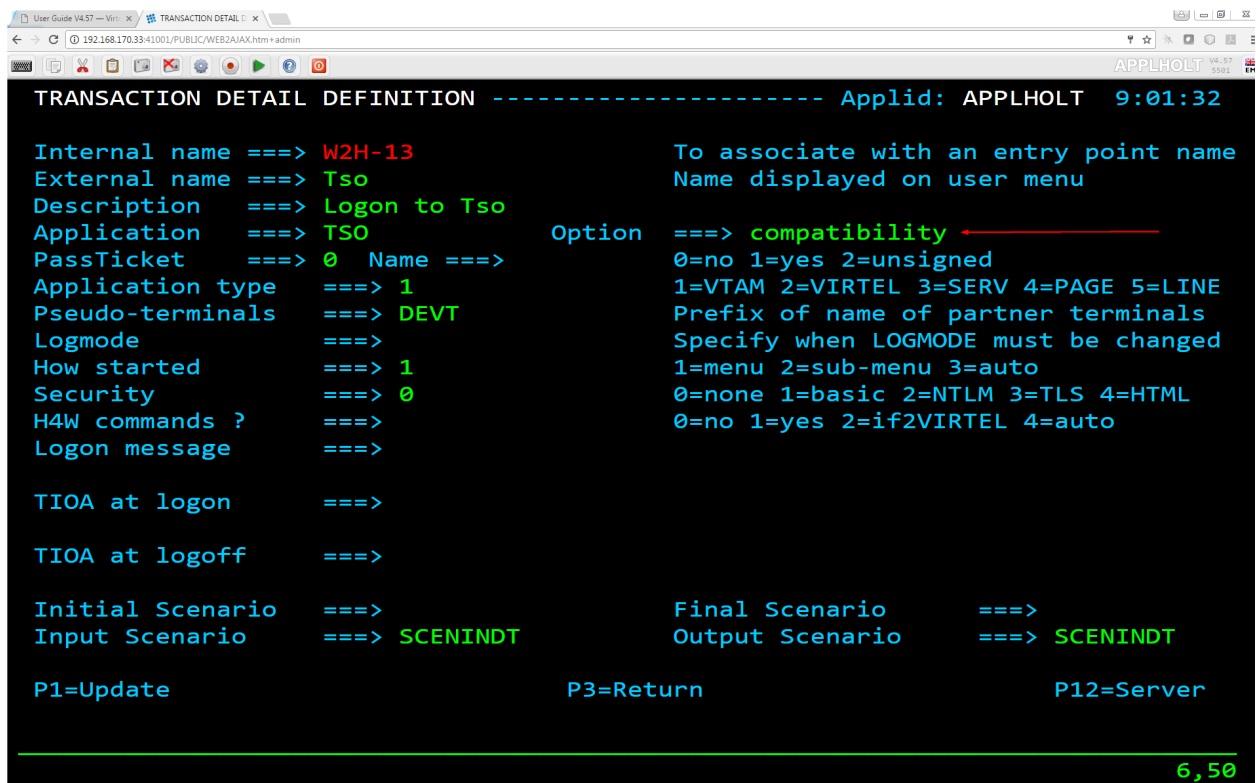 User Guide V4.57 — Virte × TRANSACTION DETAIL D ×
192.168.170.33:41001/PUBLIC/WEB2AJAX.htm+admin
APPLHOLT V4.57 5501 EM
TRANSACTION DETAIL DEFINITION ---------------------- Applid: APPLHOLT 9:01:32
Internal name ===> W2H-13 To associate with an entry point name
External name ===> Tso Name displayed on user menu
Description ===> Logon to Tso
Application ===> TSO Option ===> compatibility
PassTicket ===> 0 Name ===> 0=no 1=yes 2=unsigned
Application type ===> 1 1=VTAM 2=VIRTEL 3=SERV 4=PAGE 5=LINE
Pseudo-terminals ===> DEVT Prefix of name of partner terminals
Logmode ===> Specify when LOGMODE must be changed
How started ===> 1 1=menu 2=sub-menu 3=auto
Security ===> 0 0=none 1=basic 2=NTLM 3=TLS 4=HTML
H4W commands ? ===> 0=no 1=yes 2=if2VIRTEL 4=auto
Logon message ===>
TIOA at logon ===>
TIOA at logoff ===>
Initial Scenario ===> Final Scenario ===>
Input Scenario ===> SCENINDT Output Scenario ===> SCENINDT
P1=Update P3=Return P12=Server
6,50